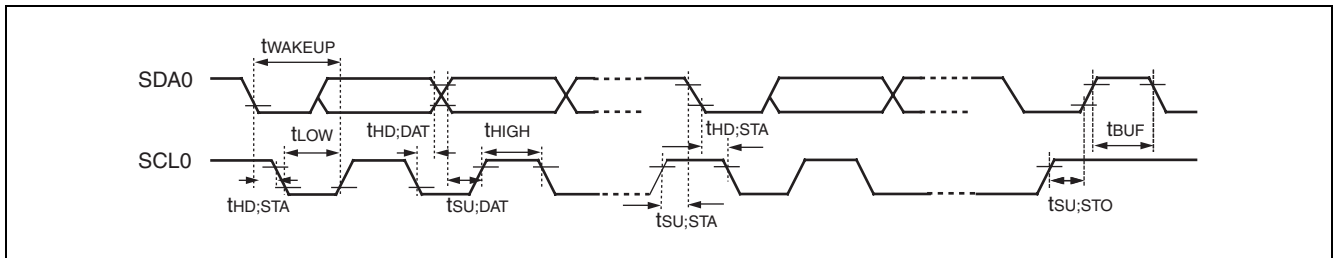 tWAKEUP
SDA0
tLOW
tHD;DAT
tHIGH
tHD;STA
tBUF
SCL0
tHD;STA
tSU;DAT
tSU;STA
tSU;STO